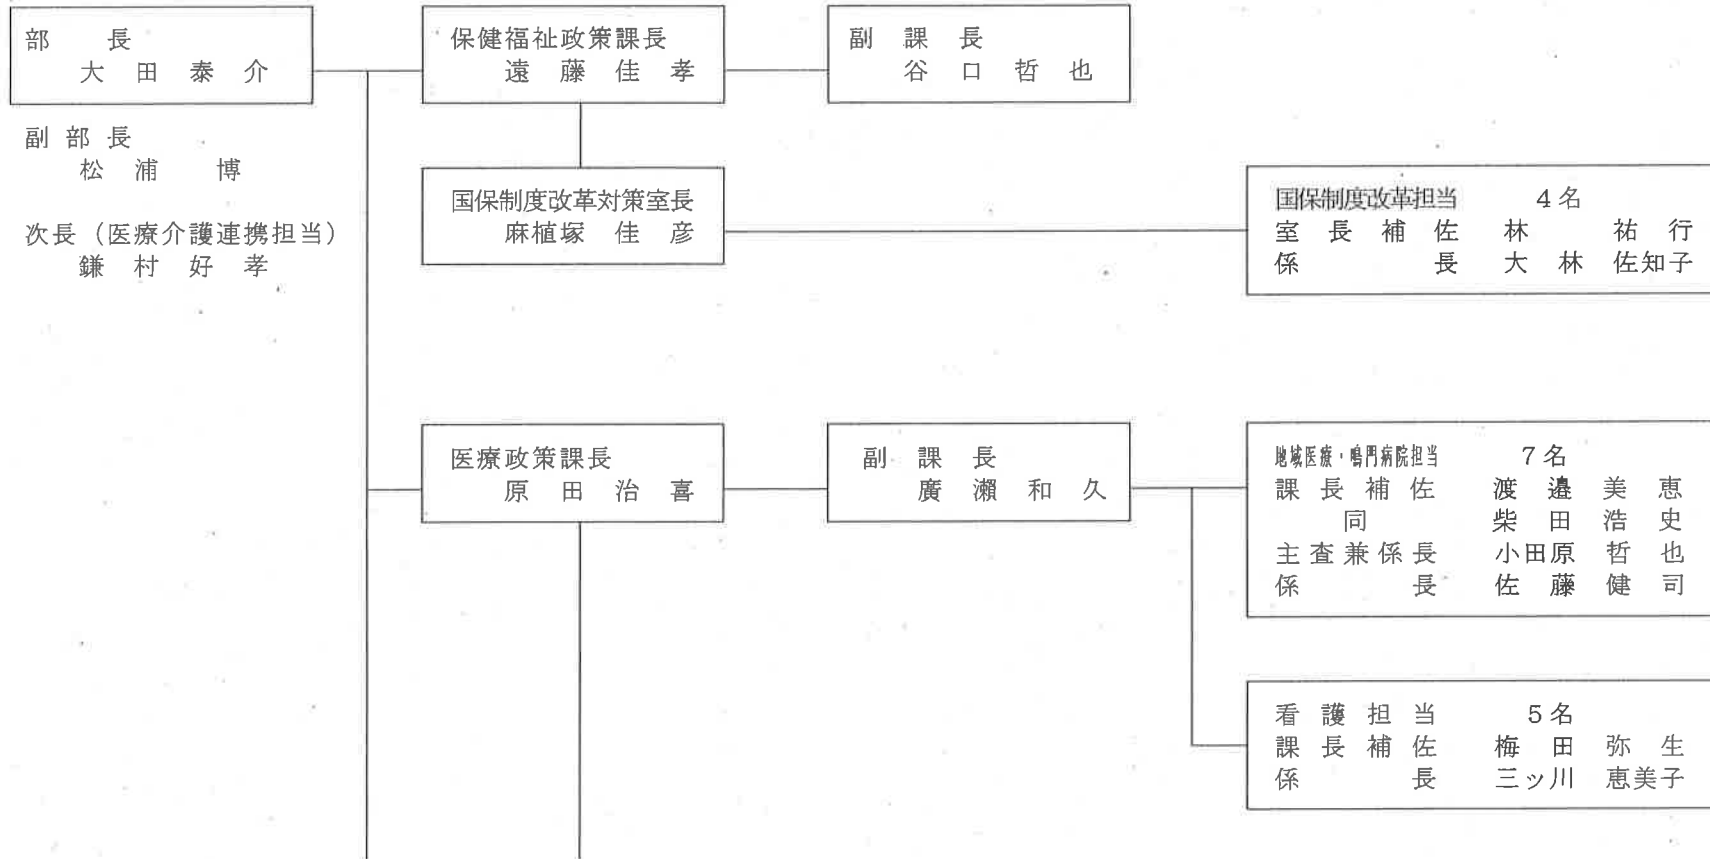 部長
大田泰介
副部長
松浦博
次長（医療介護連携担当）
鎌村好孝
保健福祉政策課長
遠藤佳孝
副課長
谷口哲也
国保制度改革対策室長
麻植塚佳彦
国保制度改革担当 4名
室長補佐 林祐行
係長 大林佐知子
医療政策課長
原田治喜
副課長
廣瀬和久
地域医療・鳴門病院担当 7名
課長補佐 渡邉美恵
同 柴田浩史
主査兼係長 小田原哲也
係長 佐藤健司
看護担当 5名
課長補佐 梅田弥生
係長 三ッ川恵美子